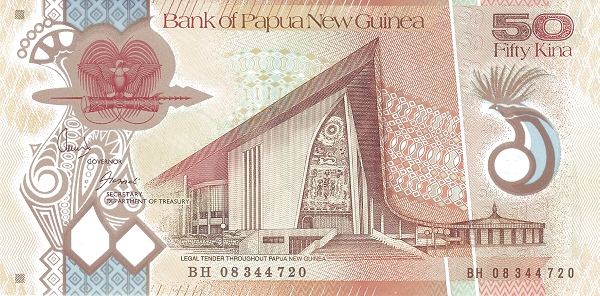 Bank of Papua New Guinea
50
Fifty Kina
GOVERNOR
SECRETARY
DEPARTMENT OF TREASURY
LEGAL TENDER THROUGHOUT PAPUA NEW GUINEA
BH 08344720
BH 08344720